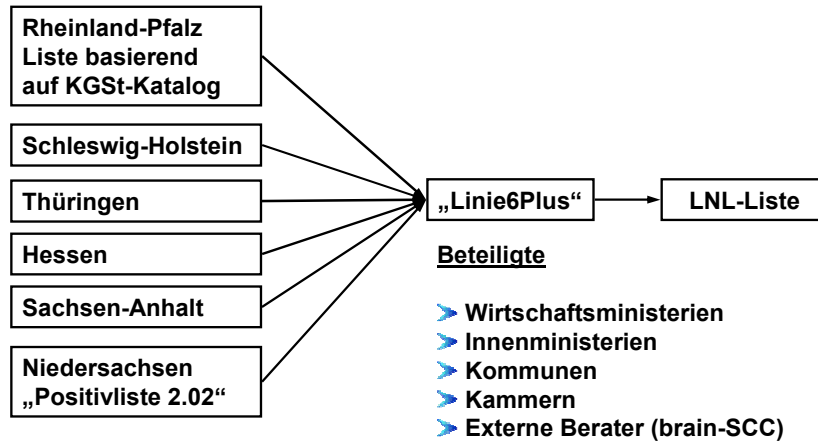 Rheinland-Pfalz
Liste basierend
auf KGSt-Katalog
Schleswig-Holstein
Thüringen
Hessen
Sachsen-Anhalt
Niedersachsen
„Positivliste 2.02“
„Linie6Plus“
LNL-Liste
Beteiligte
Wirtschaftsministerien
Innenministerien
Kommunen
Kammern
Externe Berater (brain-SCC)